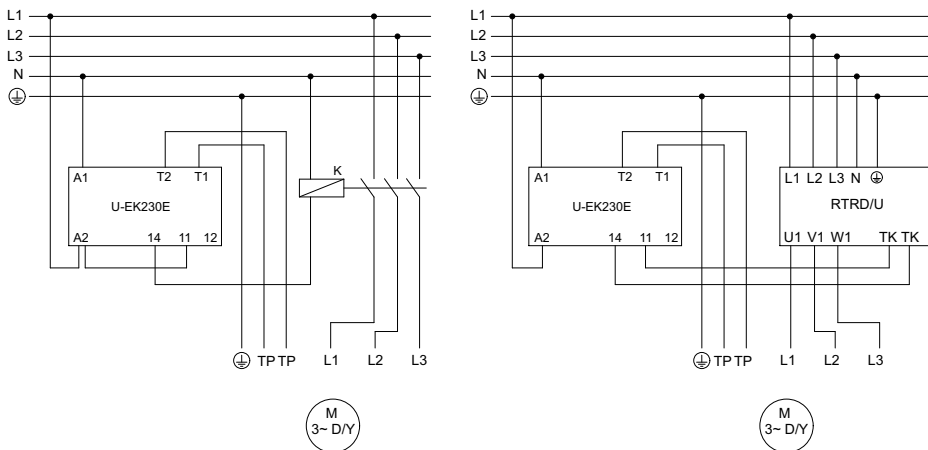 L1
L2
L3
N
K
A1 T2 T1
U-EK230E
A2 14 11 12
TP TP L1 L2 L3
M
3~ D/Y
L1
L2
L3
N
A1 T2 T1
U-EK230E
A2 14 11 12
L1 L2 L3 N
RTRD/U
U1 V1 W1 TK TK
TP TP L1 L2 L3
M
3~ D/Y